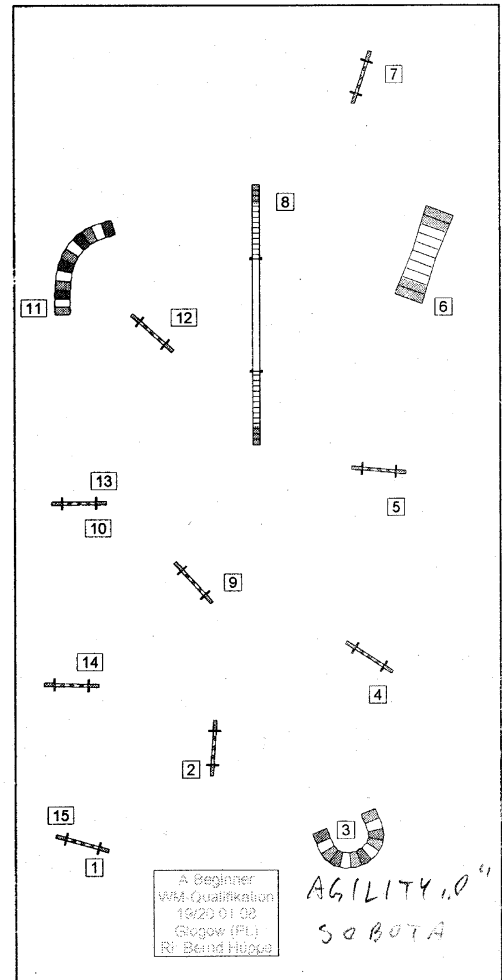 7
8
6
11
12
13
10
5
9
14
4
2
15
1
3
A Beginner
WM-Qualifikation
19/20 01 08
Glogow (PL)
Ri: Bernd Hüppe
AGILITY „0"
SOBOTA